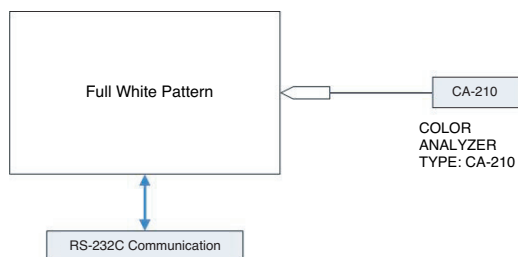 Full White Pattern
CA-210
COLOR
ANALYZER
TYPE: CA-210
RS-232C Communication